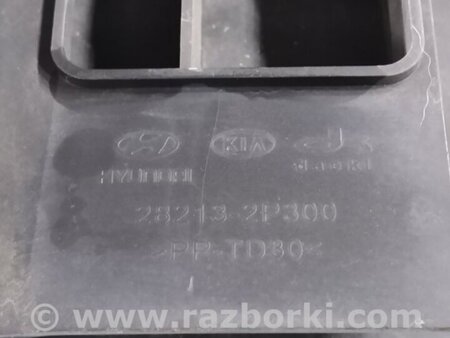 KIA
HYUNDAI
28213-2P300
>PP-TD30<
www.razborki.com